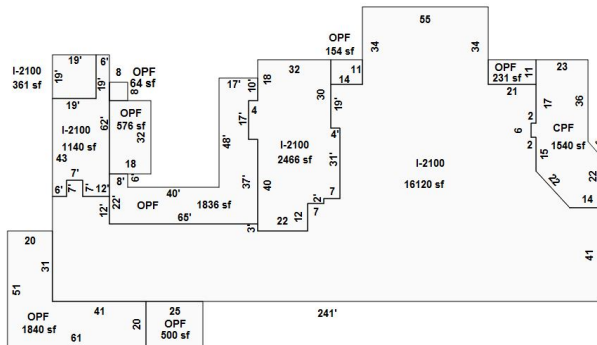 55
OPF
154 sf
34
34
19'
6'
I-2100
361 sf
19'
19'
19'
8
OPF
64 sf
8
17'
10'
18
32
11
14
OPF
231 sf
11
21
23
OPF
576 sf
32
62'
17'
4
30
19'
17
36
I-2100
1140 sf
43
48'
I-2100
2466 sf
4'
31'
2
6
2
CPF
1540 sf
15
I-2100
16120 sf
18
7'
8'
6'
37'
40
22
22
6'
7'
7'
12'
22'
40'
OPF
1836 sf
7
2'
7
14
12'
65'
3'
22
12
20
31
51
41
OPF
1840 sf
41
20
61
25
OPF
500 sf
241'